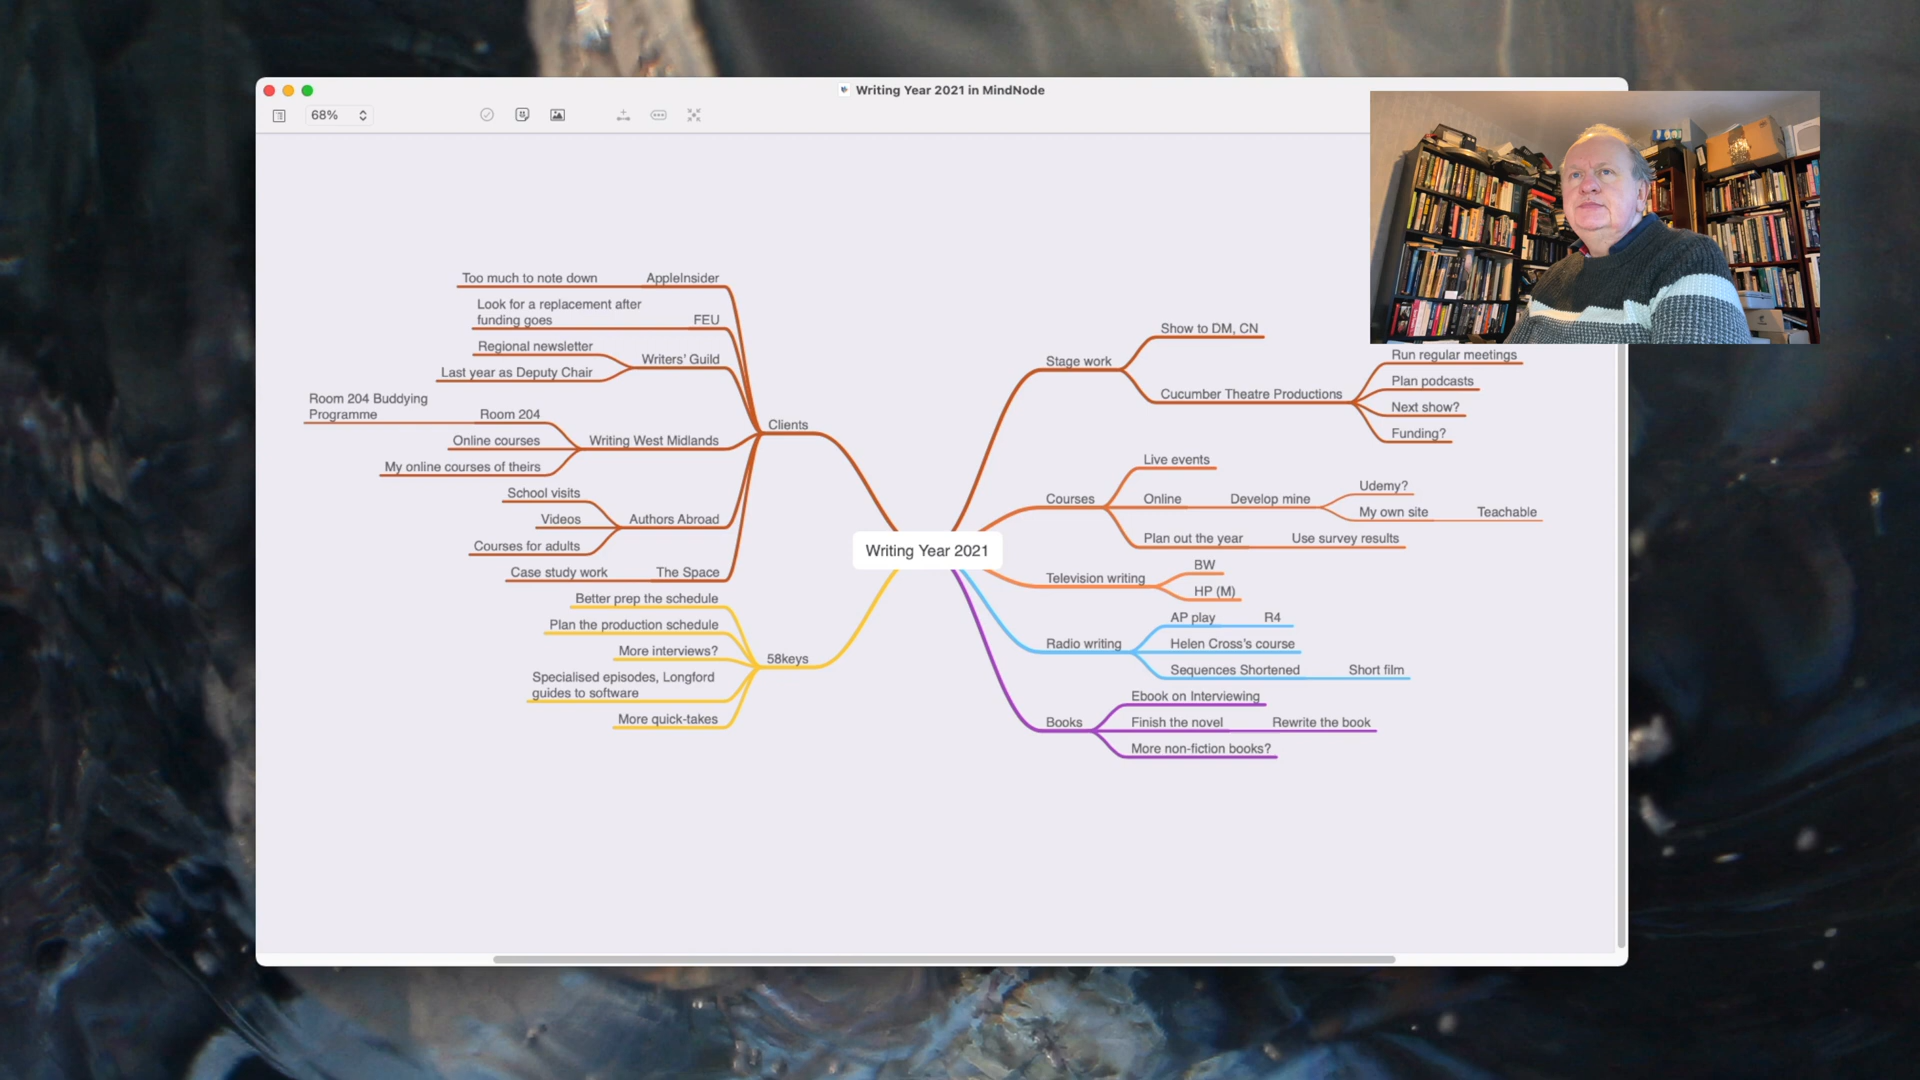 Writing Year 2021 in MindNode
68%
Too much to note down
AppleInsider
Look for a replacement after
funding goes
FEU
Regional newsletter
Writers' Guild
Last year as Deputy Chair
Room 204 Buddying
Programme
Room 204
Online courses
Writing West Midlands
My online courses of theirs
School visits
Videos
Authors Abroad
Courses for adults
Case study work
The Space
Clients
Better prep the schedule
Plan the production schedule
More interviews?
58keys
Specialised episodes, Longford
guides to software
More quick-takes
Writing Year 2021
Stage work
Show to DM, CN
Cucumber Theatre Productions
Run regular meetings
Plan podcasts
Next show?
Funding?
Courses
Live events
Online
Develop mine
Udemy?
My own site
Teachable
Plan out the year
Use survey results
Television writing
BW
HP (M)
Radio writing
AP play
R4
Helen Cross's course
Sequences Shortened
Short film
Books
Ebook on Interviewing
Finish the novel
Rewrite the book
More non-fiction books?